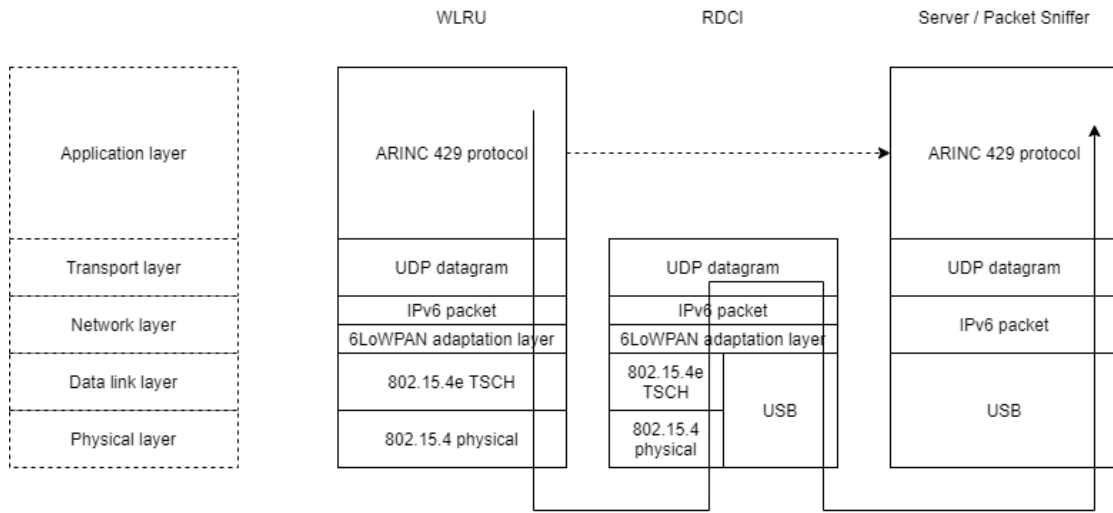 WLRU
RDCI
Server / Packet Sniffer
Application layer
ARINC 429 protocol
ARINC 429 protocol
Transport layer
UDP datagram
UDP datagram
UDP datagram
Network layer
IPv6 packet
6LoWPAN adaptation layer
IPv6 packet
6LoWPAN adaptation layer
IPv6 packet
Data link layer
802.15.4e TSCH
802.15.4e
TSCH
USB
USB
Physical layer
802.15.4 physical
802.15.4
physical